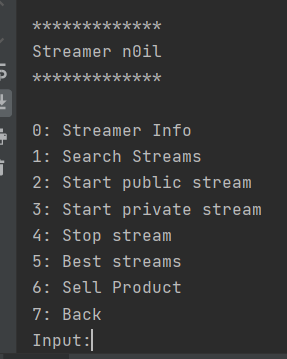 *************
Streamer n0il
*************
0: Streamer Info
1: Search Streams
2: Start public stream
3: Start private stream
4: Stop stream
5: Best streams
6: Sell Product
7: Back
Input: